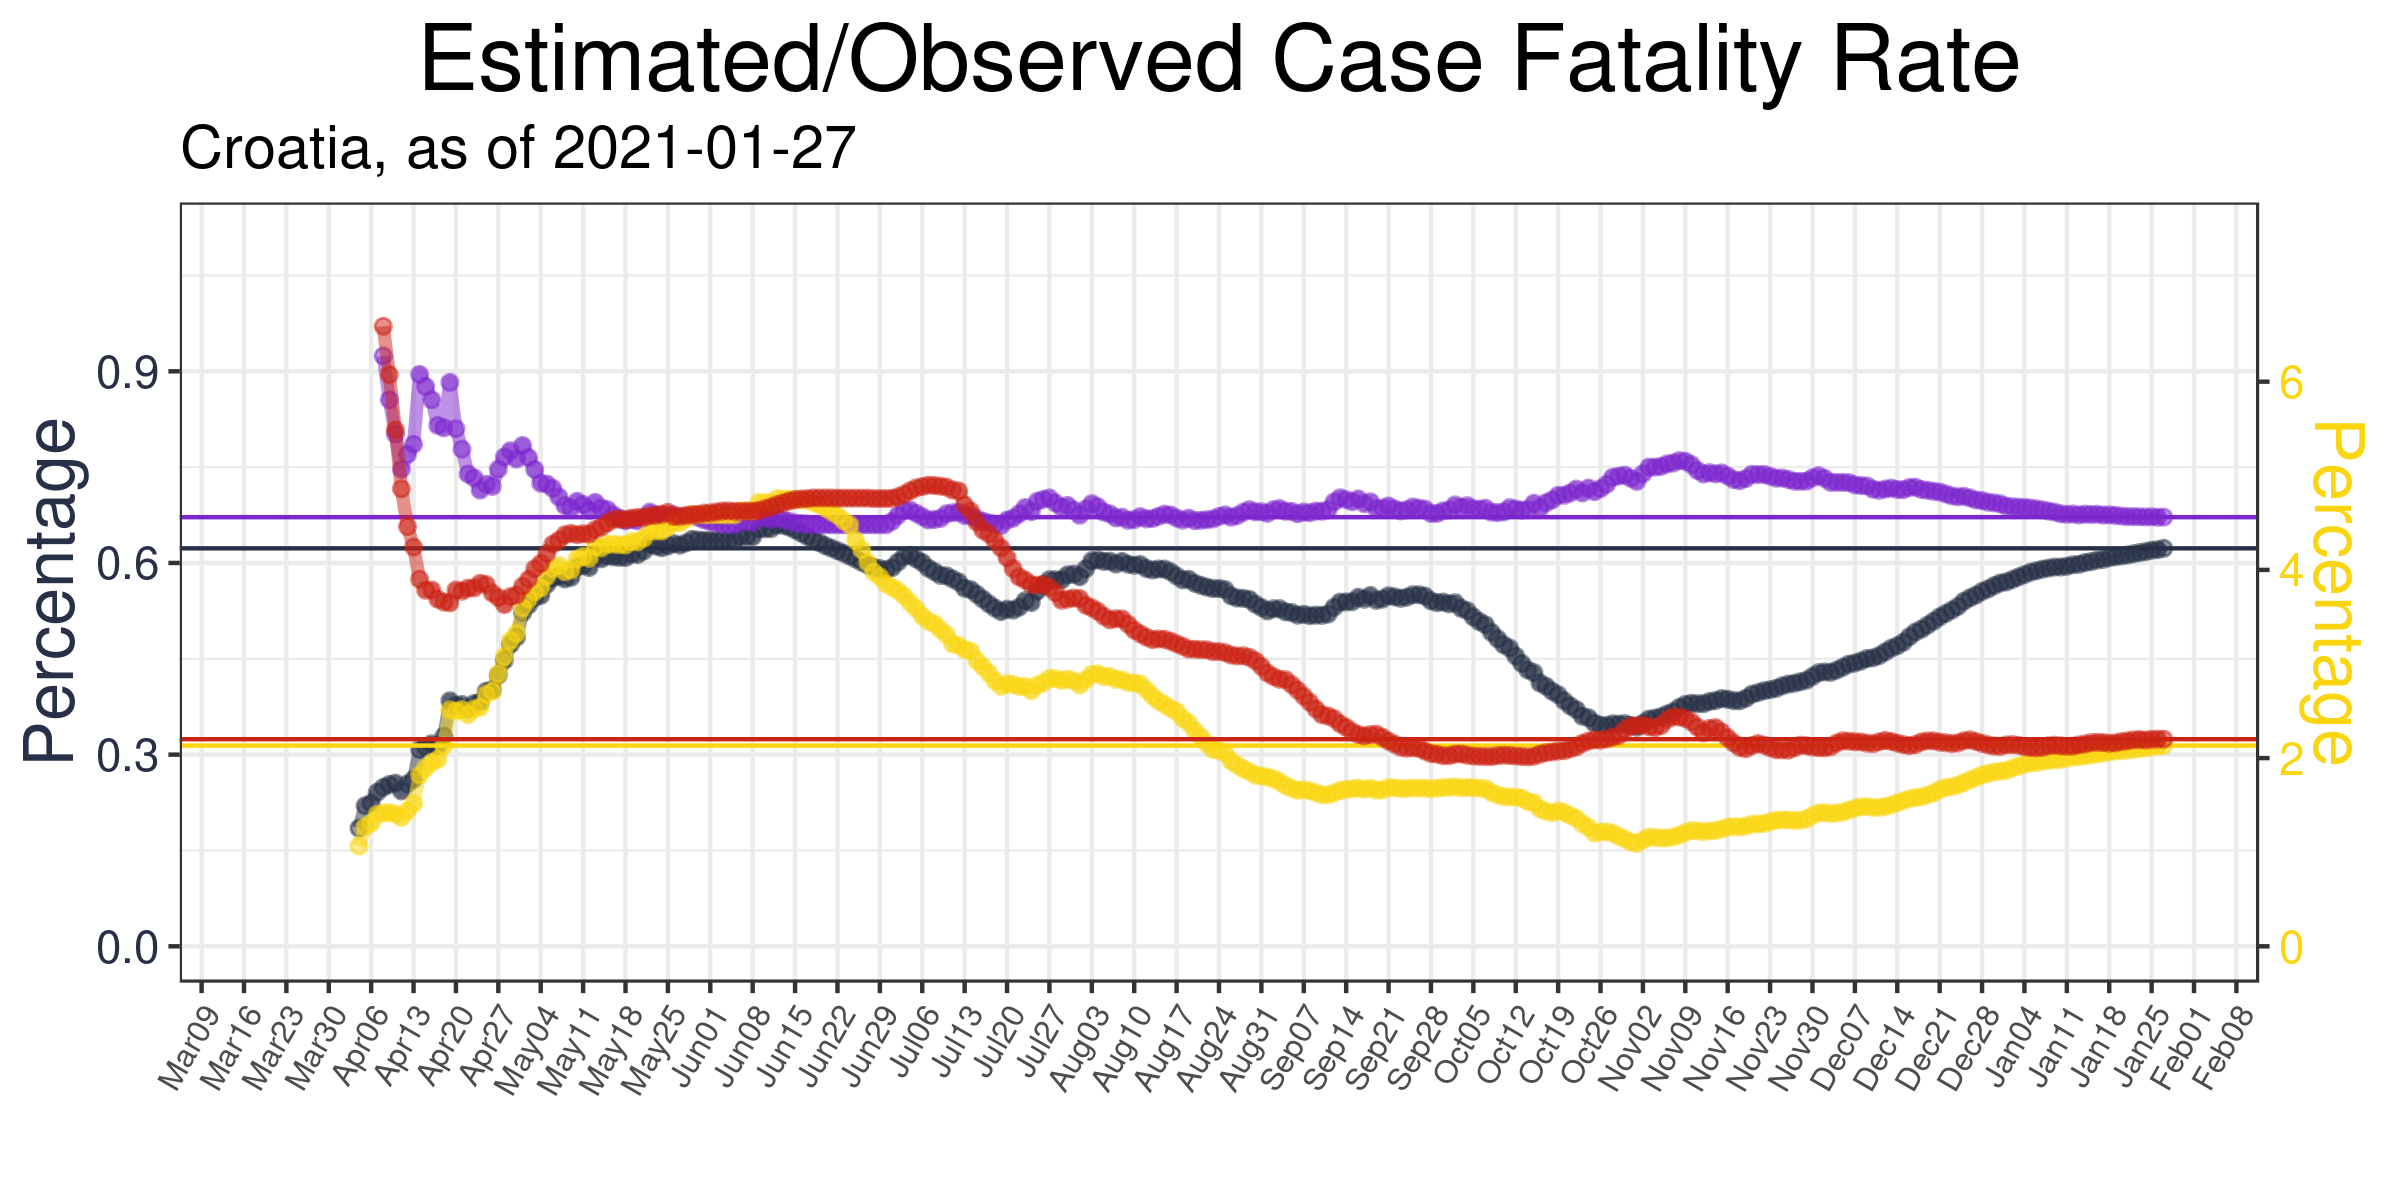 Estimated/Observed Case Fatality Rate
Croatia, as of 2021-01-27
Percentage
0.9
0.6
0.3
0.0
6
4
2
0
Percentage
Mar09 Mar16 Mar23 Mar30 Apr06 Apr13 Apr20 Apr27 May04 May11 May18 May25 Jun01 Jun08 Jun15 Jun22 Jun29 Jul06 Jul13 Jul20 Jul27 Aug03 Aug10 Aug17 Aug24 Aug31 Sep07 Sep14 Sep21 Sep28 Oct05 Oct12 Oct19 Oct26 Nov02 Nov09 Nov16 Nov23 Nov30 Dec07 Dec14 Dec21 Dec28 Jan04 Jan11 Jan18 Jan25 Feb01 Feb08